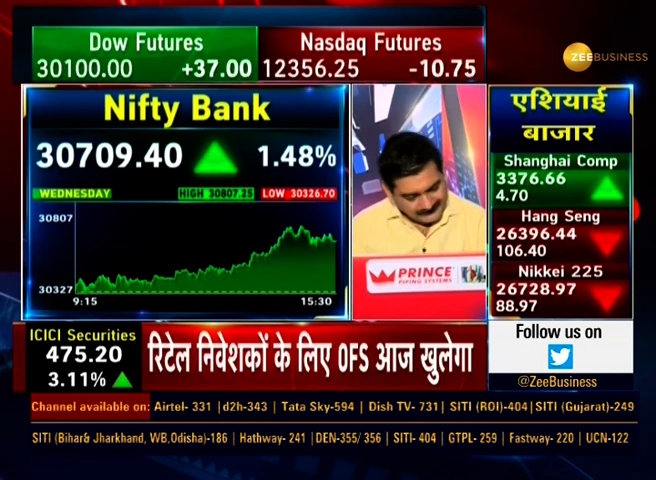 Dow Futures
30100.00 +37.00
Nasdaq Futures
12356.25 -10.75
ZEE BUSINESS
Nifty Bank
30709.40 1.48%
WEDNESDAY HIGH 30807.25 LOW 30326.70
30807
30327
9:15 15:30
PRINCE
PIPING SYSTEMS
एशियाई
बाजार
Shanghai Comp
3376.66
4.70
Hang Seng
26396.44
106.40
Nikkei 225
26728.97
88.97
ICICI Securities
475.20
3.11%
रिटेल निवेशकों के लिए OFS आज खुलेगा
Follow us on
@ZeeBusiness
Channel available on: Airtel- 331 | d2h-343 | Tata Sky-594 | Dish TV- 731 | SITI (ROI)-404 | SITI (Gujarat)-249
SITI (Bihar& Jharkhand, WB,Odisha)-186 | Hathway- 241 | DEN-355/ 356 | SITI- 404 | GTPL- 259 | Fastway- 220 | UCN-122